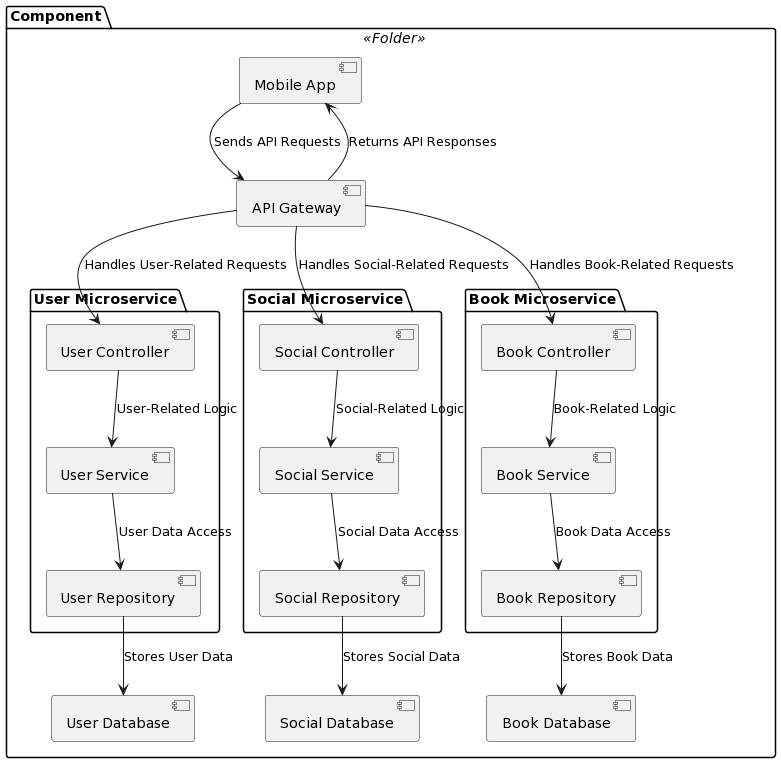 Component
«Folder»
Mobile App
Sends API Requests
Returns API Responses
API Gateway
Handles User-Related Requests
Handles Social-Related Requests
Handles Book-Related Requests
User Microservice
Social Microservice
Book Microservice
User Controller
Social Controller
Book Controller
User-Related Logic
Social-Related Logic
Book-Related Logic
User Service
Social Service
Book Service
User Data Access
Social Data Access
Book Data Access
User Repository
Social Repository
Book Repository
Stores User Data
Stores Social Data
Stores Book Data
User Database
Social Database
Book Database